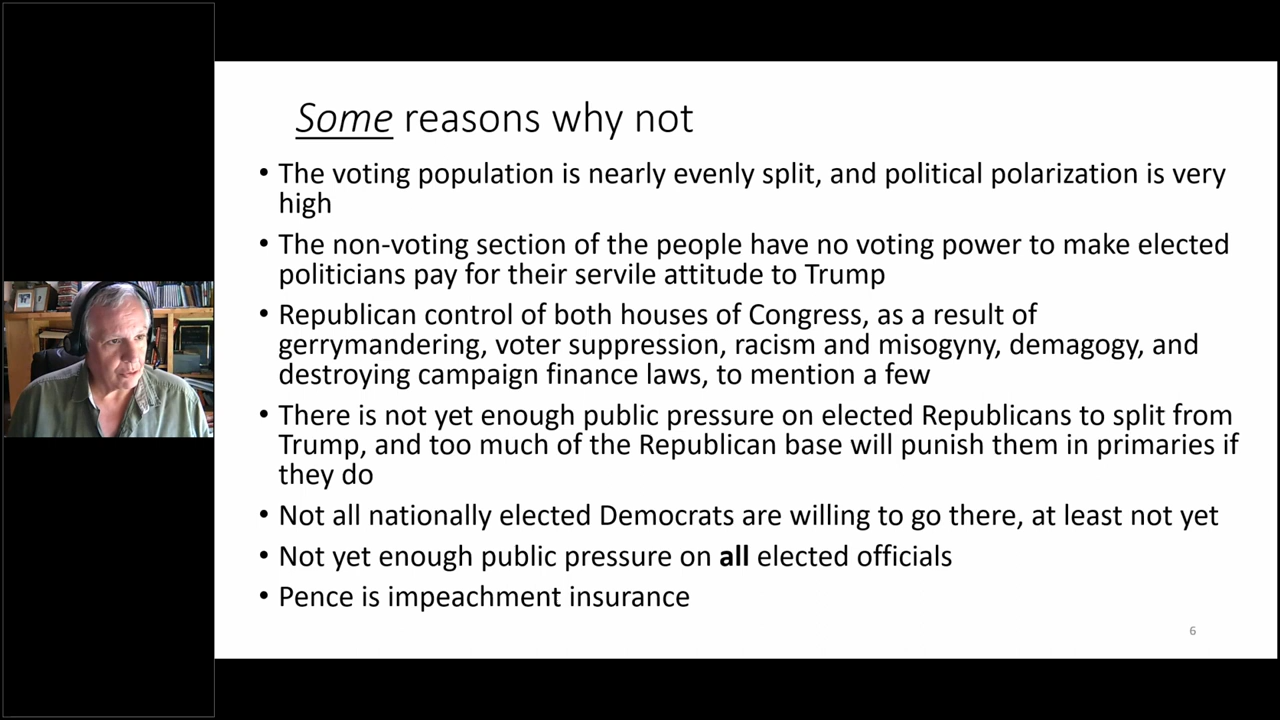 Some reasons why not
• The voting population is nearly evenly split, and political polarization is very
high
• The non-voting section of the people have no voting power to make elected
politicians pay for their servile attitude to Trump
• Republican control of both houses of Congress, as a result of
gerrymandering, voter suppression, racism and misogyny, demagogy, and
destroying campaign finance laws, to mention a few
• There is not yet enough public pressure on elected Republicans to split from
Trump, and too much of the Republican base will punish them in primaries if
they do
• Not all nationally elected Democrats are willing to go there, at least not yet
• Not yet enough public pressure on all elected officials
• Pence is impeachment insurance
6